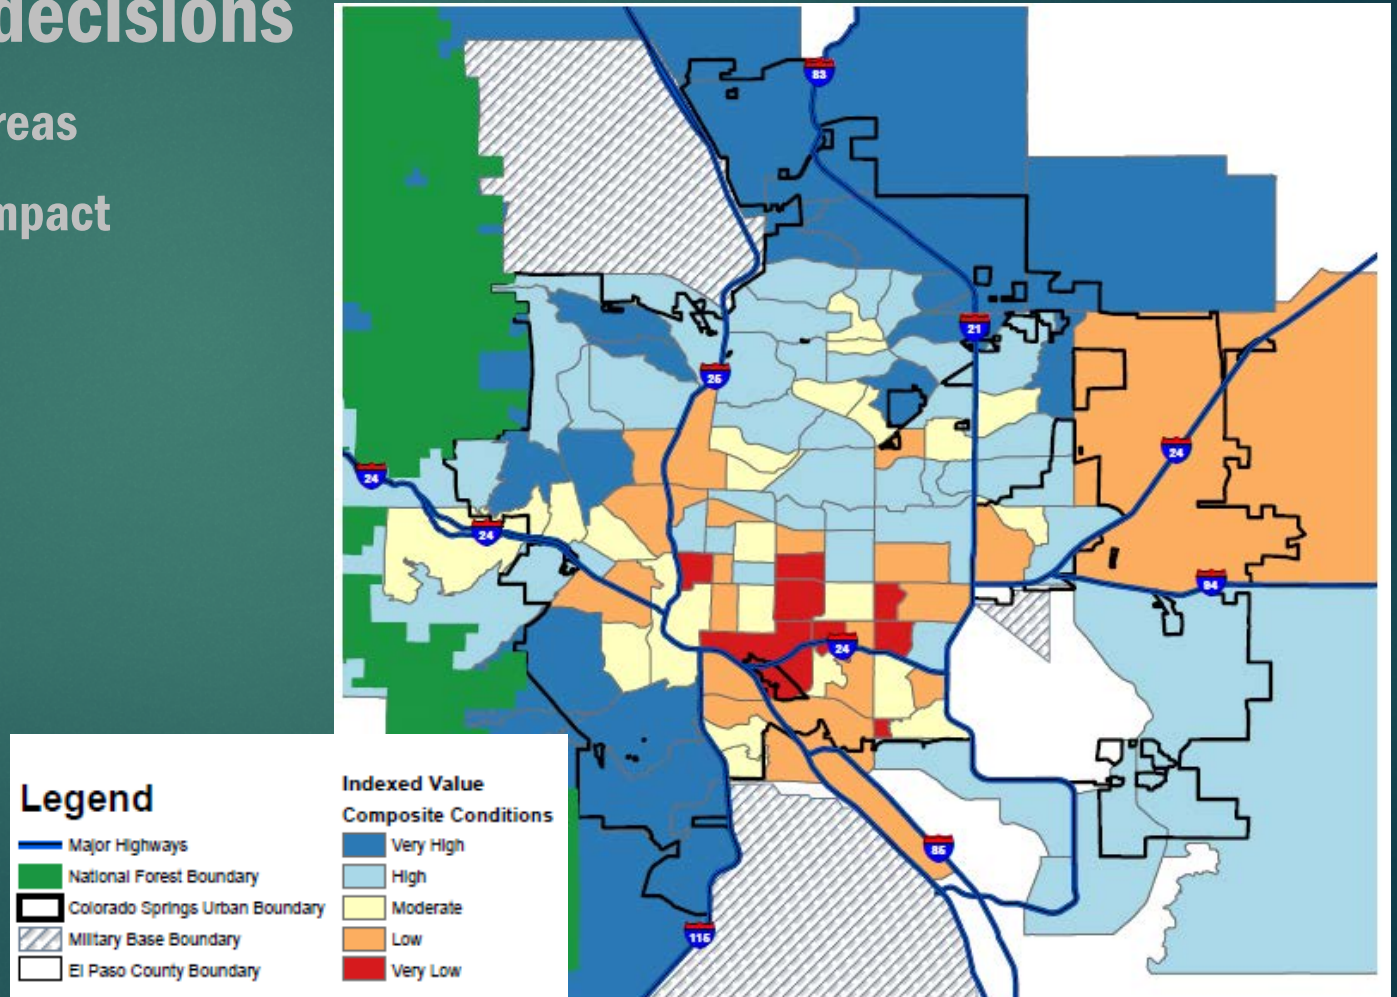 decisions
reas
mpact
83
21
25
24
24
24
94
24
85
115
Legend
Major Highways
National Forest Boundary
Colorado Springs Urban Boundary
Military Base Boundary
El Paso County Boundary
Indexed Value
Composite Conditions
Very High
High
Moderate
Low
Very Low